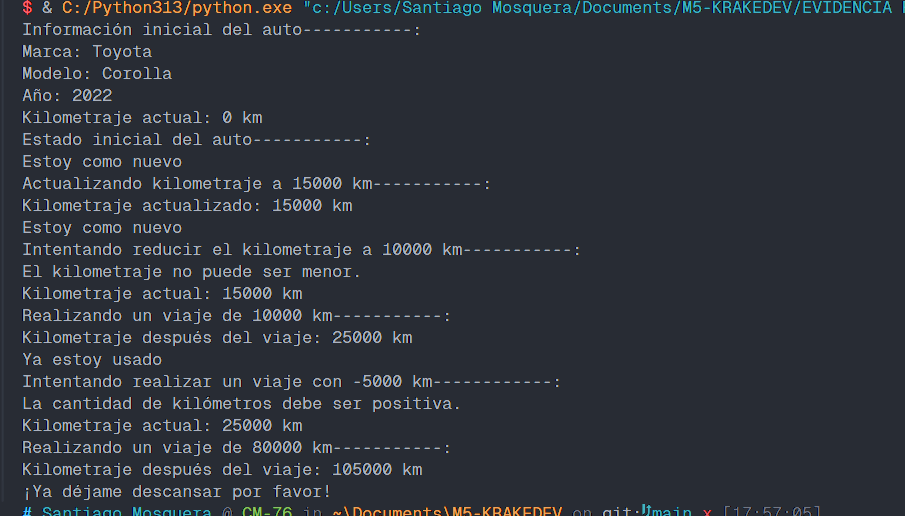 $ & C:/Python313/python.exe "c:/Users/Santiago Mosquera/Documents/M5-KRAKEDEV/EVIDENCIA
Información inicial del auto-----------:
Marca: Toyota
Modelo: Corolla
Año: 2022
Kilometraje actual: 0 km
Estado inicial del auto-----------:
Estoy como nuevo
Actualizando kilometraje a 15000 km-----------:
Kilometraje actualizado: 15000 km
Estoy como nuevo
Intentando reducir el kilometraje a 10000 km-----------:
El kilometraje no puede ser menor.
Kilometraje actual: 15000 km
Realizando un viaje de 10000 km-----------:
Kilometraje después del viaje: 25000 km
Ya estoy usado
Intentando realizar un viaje con -5000 km------------:
La cantidad de kilómetros debe ser positiva.
Kilometraje actual: 25000 km
Realizando un viaje de 80000 km-----------:
Kilometraje después del viaje: 105000 km
¡Ya déjame descansar por favor!
# Santiago Mosquera @ CM-76 in ~\Documents\M5-KRAKEDEV on git:main x [17:57:05]